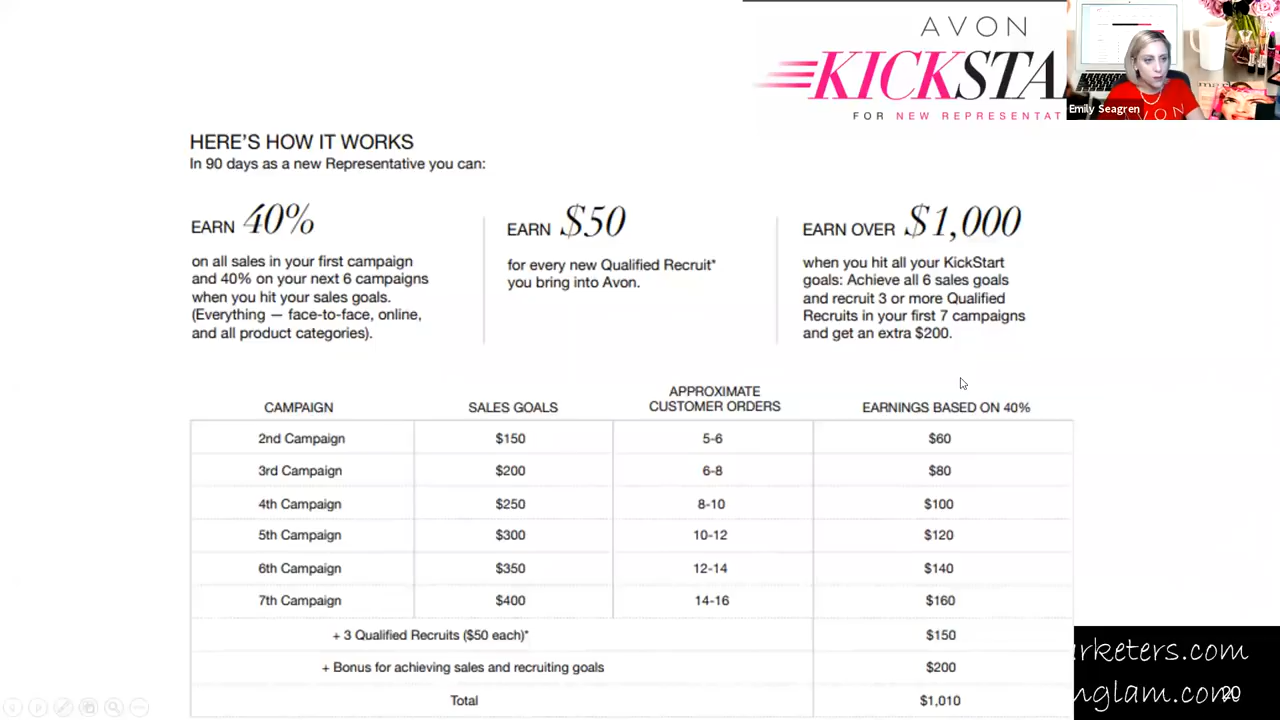 AVON
KICKSTA
FOR NEW REPRESENTAT
Emily Seagren
AVON
HERE'S HOW IT WORKS
In 90 days as a new Representative you can:
EARN 40%
on all sales in your first campaign
and 40% on your next 6 campaigns
when you hit your sales goals.
(Everything — face-to-face, online,
and all product categories).
EARN $50
for every new Qualified Recruit*
you bring into Avon.
EARN OVER $1,000
when you hit all your KickStart
goals: Achieve all 6 sales goals
and recruit 3 or more Qualified
Recruits in your first 7 campaigns
and get an extra $200.
CAMPAIGN SALES GOALS APPROXIMATE CUSTOMER ORDERS EARNINGS BASED ON 40%
2nd Campaign $150 5-6 $60
3rd Campaign $200 6-8 $80
4th Campaign $250 8-10 $100
5th Campaign $300 10-12 $120
6th Campaign $350 12-14 $140
7th Campaign $400 14-16 $160
+ 3 Qualified Recruits ($50 each)* $150
+ Bonus for achieving sales and recruiting goals $200
Total $1,010
rketers.com
nglam.com
20